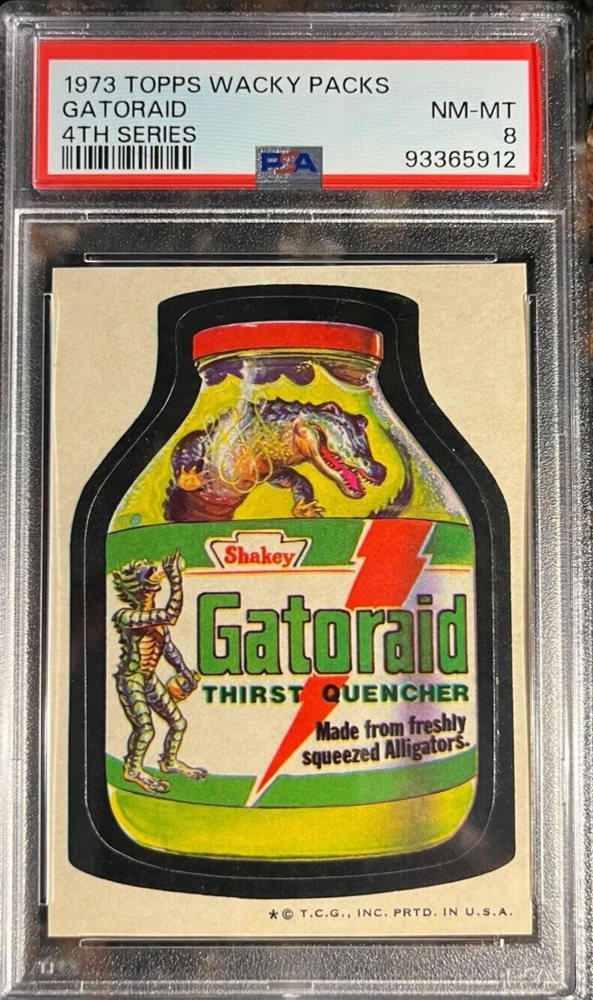 1973 TOPPS WACKY PACKS
GATORAID NM-MT
4TH SERIES 8
PSA 93365912
Shakey
Gatoraid
THIRST QUENCHER
Made from freshly
squeezed Alligators.
*© T.C.G., INC. PRTD. IN U.S.A.